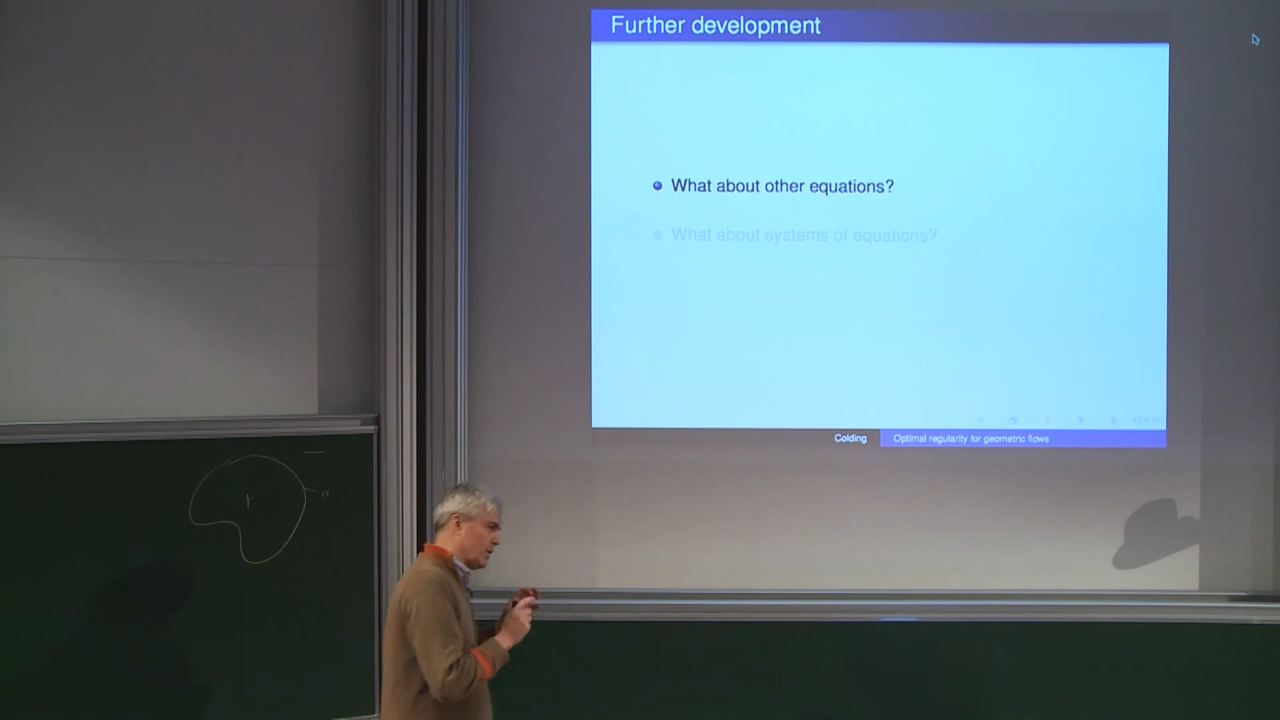 Further development
What about other equations?
What about systems of equations?
Colding
Optimal regularity for geometric flows
+
o